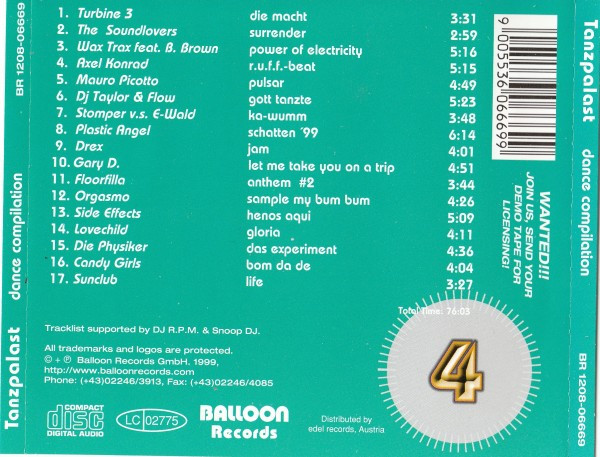 Tanzpalast dance compilation BR 1208-06669
1. Turbine 3 die macht 3:31
2. The Soundlovers surrender 2:59
3. Wax Trax feat. B. Brown power of electricity 5:16
4. Axel Konrad r.u.f.f.-beat 5:15
5. Mauro Picotto pulsar 4:49
6. Dj Taylor & Flow gott tanzte 5:23
7. Stomper v.s. E-Wald ka-wumm 3:48
8. Plastic Angel schatten '99 6:14
9. Drex jam 4:01
10. Gary D. let me take you on a trip 4:51
11. Floorfilla anthem #2 3:44
12. Orgasmo sample my bum bum 4:26
13. Side Effects henos aqui 5:09
14. Lovechild gloria 4:11
15. Die Physiker das experiment 4:36
16. Candy Girls bom da de 4:04
17. Sunclub life 3:27
Total Time: 76:03
Tracklist supported by DJ R.P.M. & Snoop DJ.
All trademarks and logos are protected.
© + ℗ Balloon Records GmbH. 1999,
http://www.balloonrecords.com
Phone: (+43)02246/3913, Fax: (+43)02246/4085
COMPACT
disc
DIGITAL AUDIO
LC 02775
BALLOON
Records
Distributed by
edel records, Austria
4
9 005536 066699
WANTED!!!
JOIN US, SEND YOUR
DEMO TAPE FOR
LICENSING!
Tanzpalast dance compilation BR 1208-06669